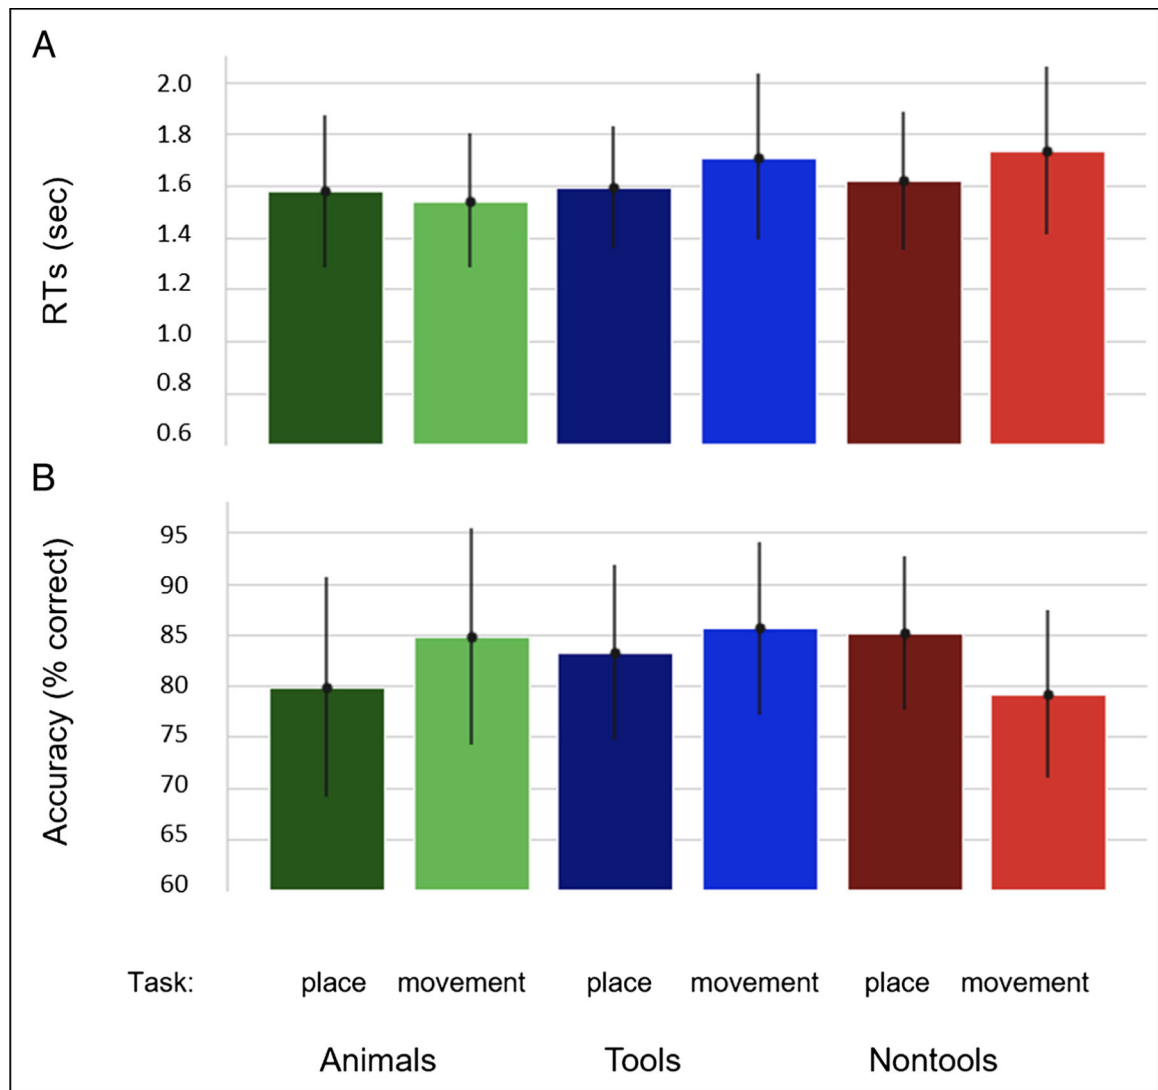 A
RTs (sec)
2.0
1.8
1.6
1.4
1.2
1.0
0.8
0.6
B
Accuracy (% correct)
95
90
85
80
75
70
65
60
Task: place movement place movement place movement
Animals Tools Nontools